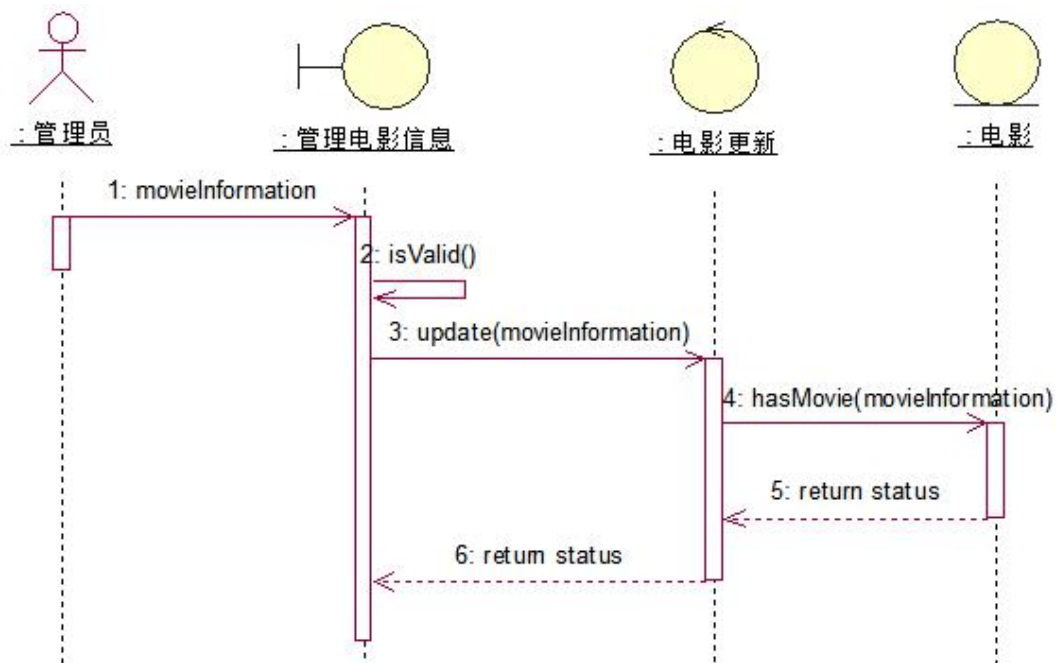 : 管理员
: 管理电影信息
: 电影更新
: 电影
1: movieInformation
2: isValid()
3: update(movieInformation)
4: hasMovie(movieInformation)
5: return status
6: return status